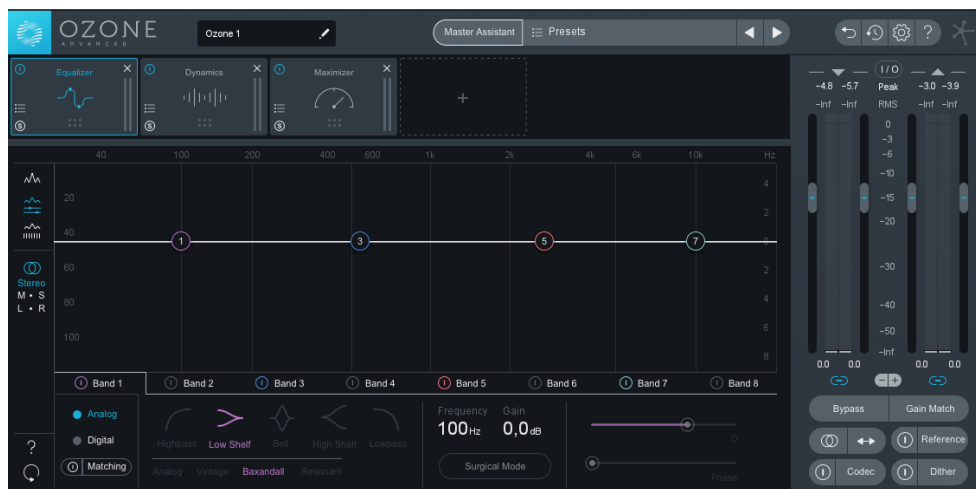 OZONE
ADVANCED
Ozone 1
Master Assistant
Presets
?
I/O
Equalizer
Dynamics
Maximizer
+
S
S
S
-4.8 -5.7 Peak -3.0 -3.9
-Inf -Inf RMS -Inf -Inf
0
-3
-6
-10
-15
-20
-30
-40
-50
-Inf
0.0 0.0 0.0 0.0
40 100 200 400 600 1k 2k 4k 6k 10k Hz
20
40
60
80
100
4
2
0
2
4
6
8
1 3 5 7
Stereo
M • S
L • R
Band 1 Band 2 Band 3 Band 4 Band 5 Band 6 Band 7 Band 8
Analog
Digital
Matching
Highpass Low Shelf Bell High Shelf Lowpass
Analog Vintage Baxandall Resonant
Frequency Gain
100 Hz 0,0 dB
Surgical Mode
Q
Phase
?
Bypass Gain Match
Reference
Codec Dither